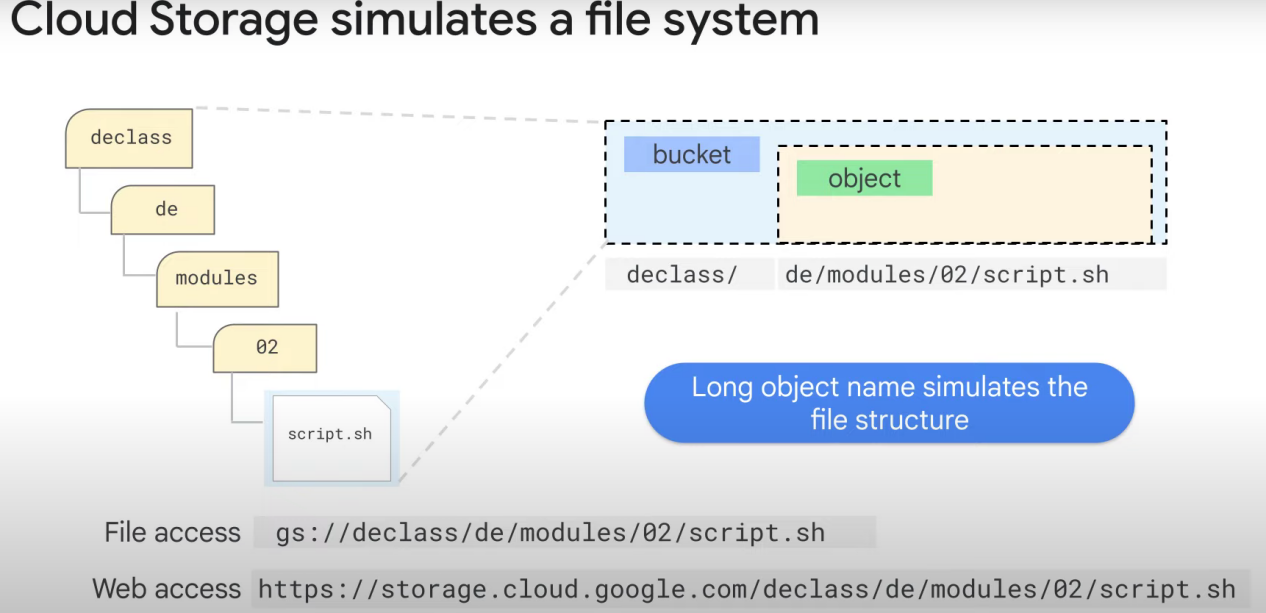 Cloud Storage simulates a file system
declass
de
modules
02
script.sh
bucket
object
declass/
de/modules/02/script.sh
Long object name simulates the
file structure
File access gs://declass/de/modules/02/script.sh
Web access https://storage.cloud.google.com/declass/de/modules/02/script.sh